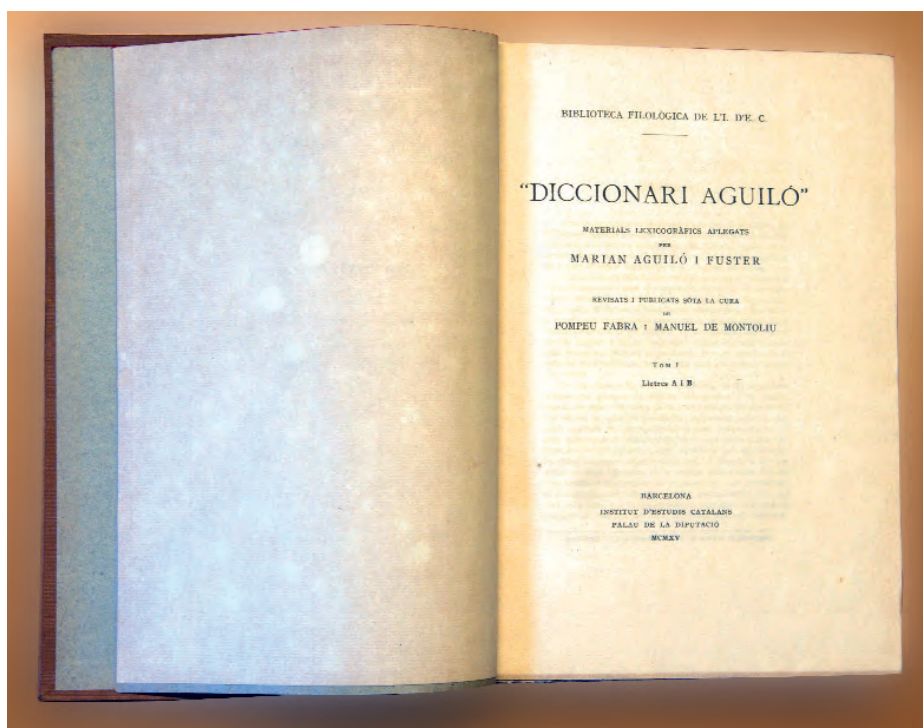 BIBLIOTECA FILOLÒGICA DE L'I. D'E. C.
"DICCIONARI AGUILÓ"
MATERIALS LEXICOGRÀFICS APLEGATS
PER
MARIAN AGUILÓ I FUSTER
REVISATS I PUBLICATS SOTA LA CURA
DE
POMPEU FABRA I MANUEL DE MONTOLIU
TOM I
Lletres A i B
BARCELONA
INSTITUT D'ESTUDIS CATALANS
PALAU DE LA DIPUTACIÓ
MCMXV